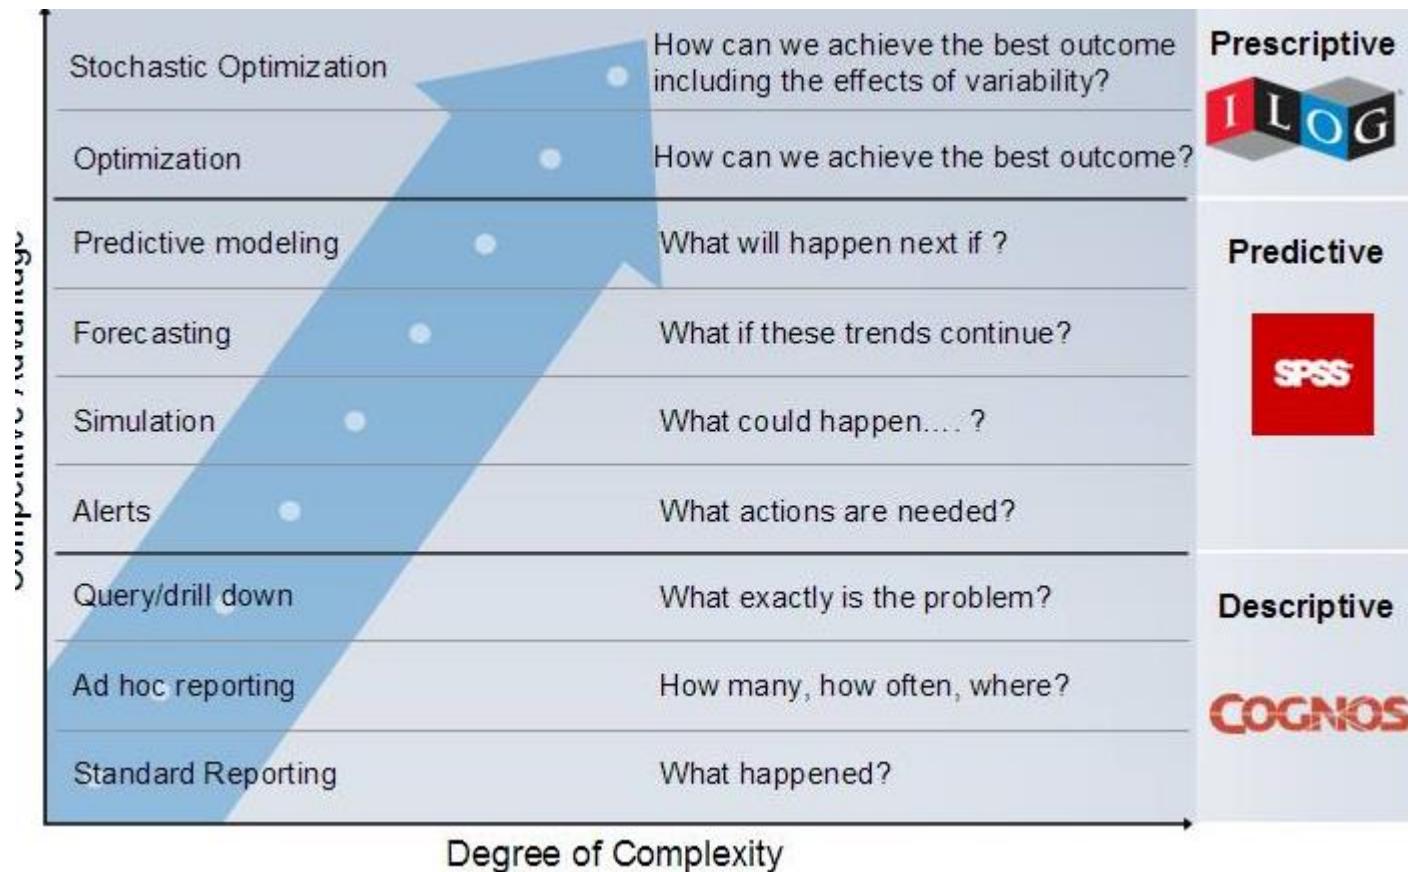 Stochastic Optimization
How can we achieve the best outcome
including the effects of variability?
Prescriptive
ILOG
Optimization
How can we achieve the best outcome?
Predictive modeling
What will happen next if ?
Predictive
Forecasting
What if these trends continue?
SPSS
Simulation
What could happen.... ?
Alerts
What actions are needed?
Query/drill down
What exactly is the problem?
Descriptive
Ad hoc reporting
How many, how often, where?
COGNOS
Standard Reporting
What happened?
Competitive Advantage
Degree of Complexity